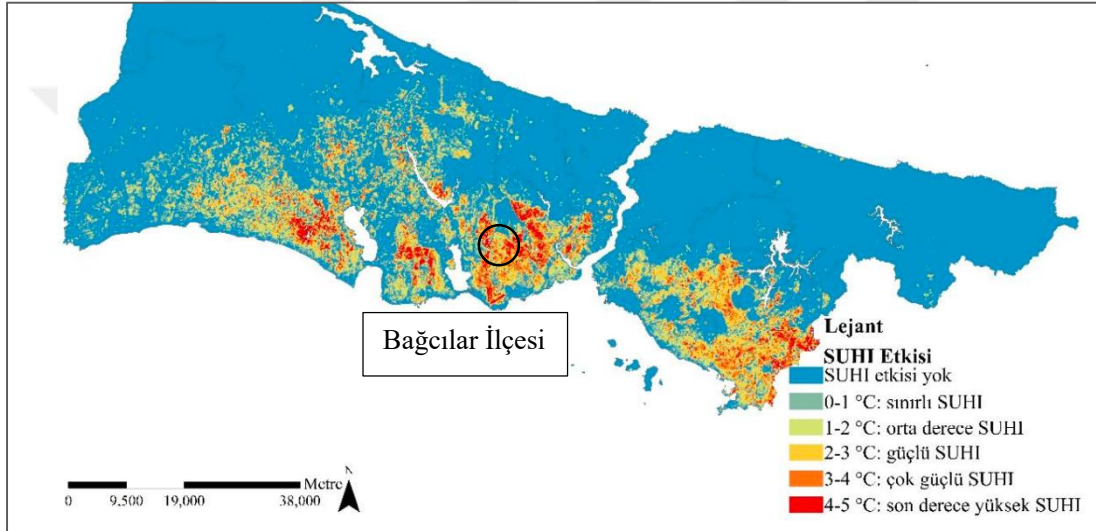 Bağcılar İlçesi
Lejant
SUHI Etkisi
SUHI etkisi yok
0-1 °C: sınırlı SUHI
1-2 °C: orta derece SUHI
2-3 °C: güçlü SUHI
3-4 °C: çok güçlü SUHI
4-5 °C: son derece yüksek SUHI
Metre
N
0 9,500 19,000 38,000